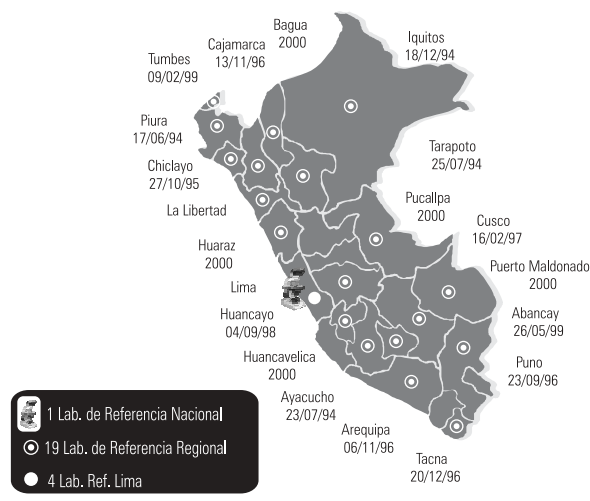 Bagua
2000
Iquitos
18/12/94
Cajamarca
13/11/96
Tumbes
09/02/99
Piura
17/06/94
Tarapoto
25/07/94
Chiclayo
27/10/95
Pucallpa
2000
La Libertad
Cusco
16/02/97
Huaraz
2000
Puerto Maldonado
2000
Lima
Huancayo
04/09/98
Abancay
26/05/99
Huancavelica
2000
Puno
23/09/96
Ayacucho
23/07/94
Arequipa
06/11/96
Tacna
20/12/96
1 Lab. de Referencia Nacional
19 Lab. de Referencia Regional
4 Lab. Ref. Lima